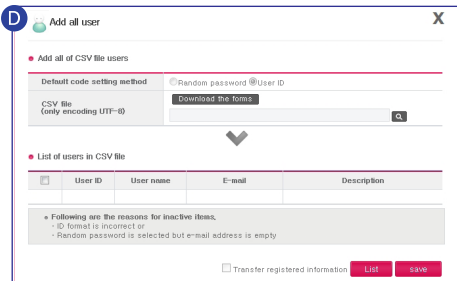 D
Add all user
X
Add all of CSV file users
Default code setting method
Random password User ID
CSV file
(only encoding UTF-8)
Download the forms
List of users in CSV file
User ID User name E-mail Description
Following are the reasons for inactive items,
- ID format is incorrect or
- Random password is selected but e-mail address is empty
Transfer registered information List save